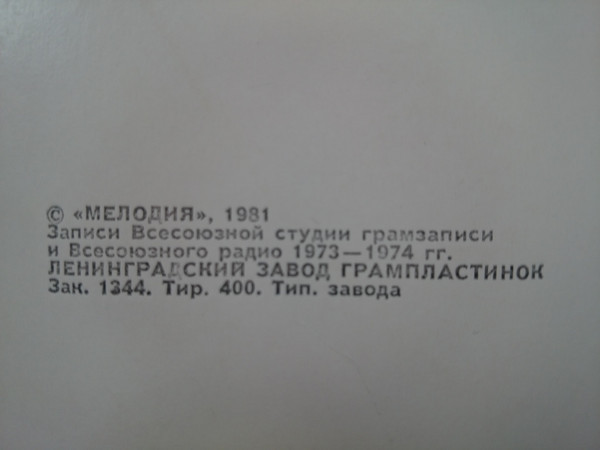 © «МЕЛОДИЯ», 1981
Записи Всесоюзной студии грамзаписи
и Всесоюзного радио 1973—1974 гг.
ЛЕНИНГРАДСКИЙ ЗАВОД ГРАМПЛАСТИНОК
Зак. 1344. Тир. 400. Тип. завода